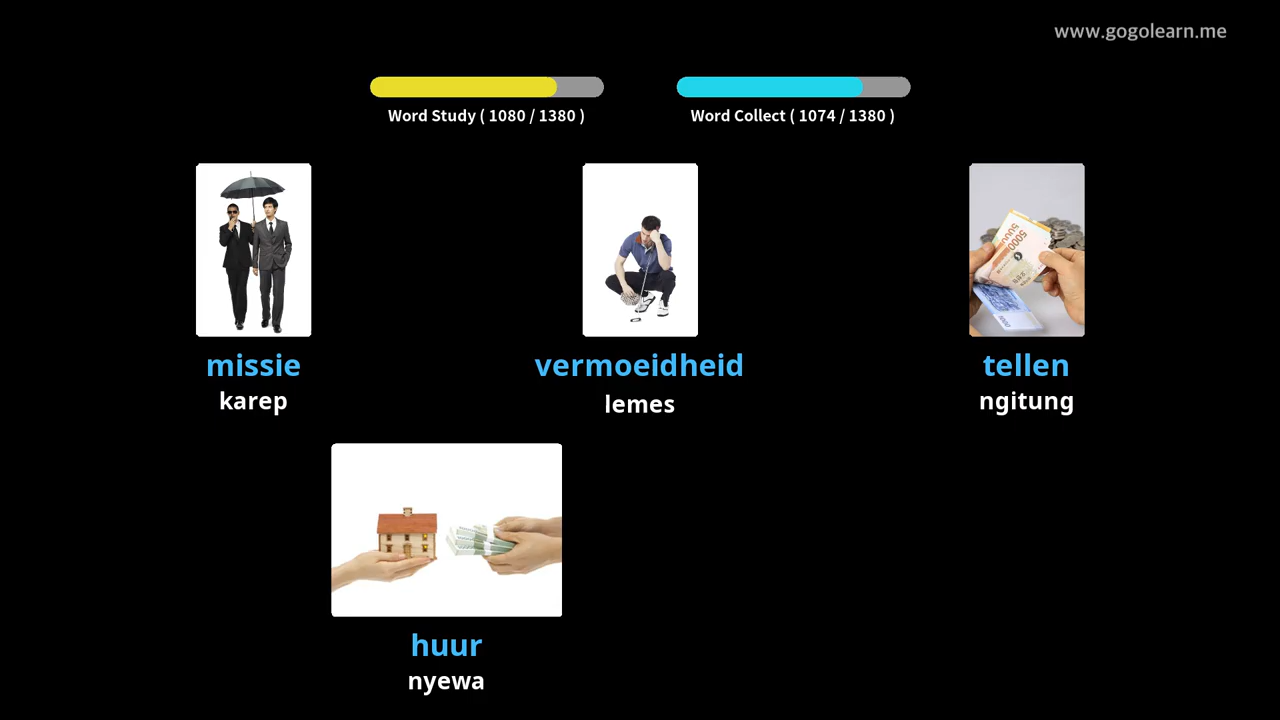 www.gogolearn.me
Word Study ( 1080 / 1380 )
Word Collect ( 1074 / 1380 )
missie
karep
vermoeidheid
lemes
tellen
ngitung
huur
nyewa